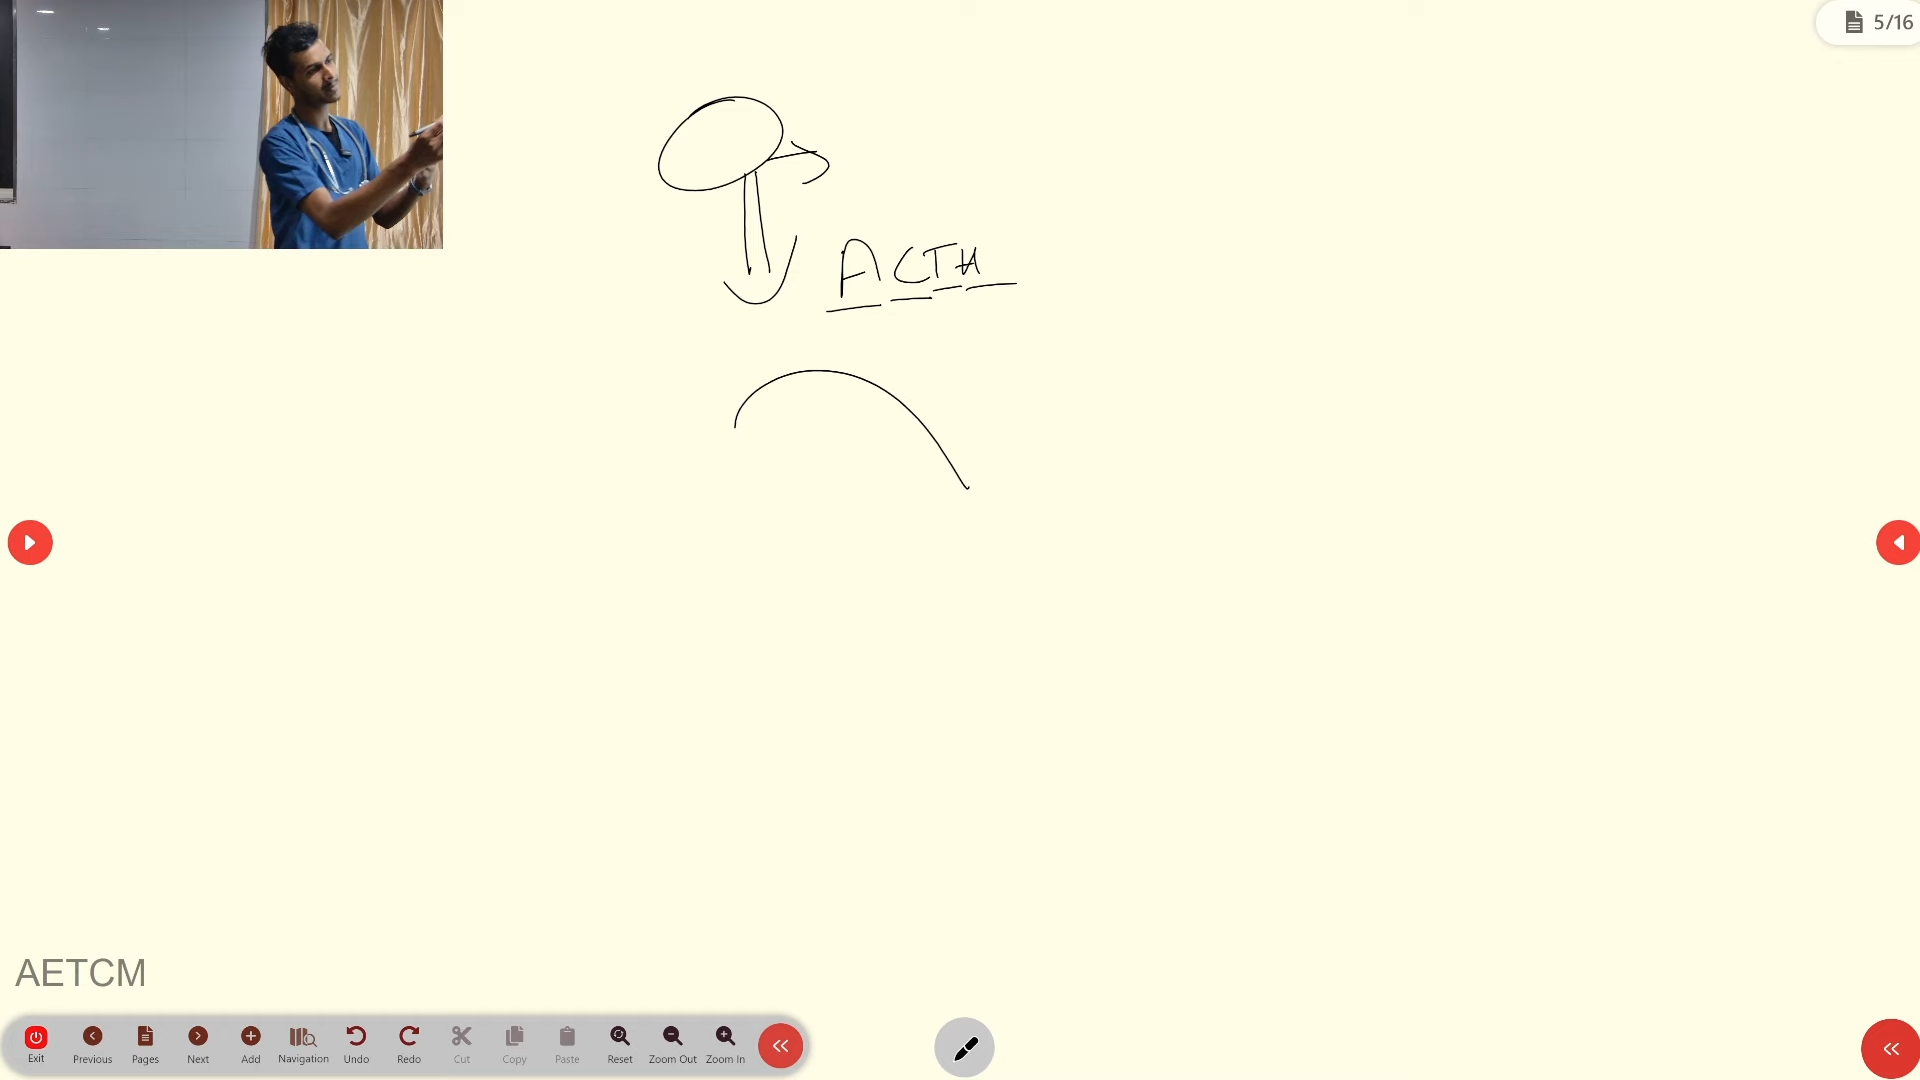 5/16
ACTH
AETCM
Exit
Previous
Pages
Next
Add
Navigation
Undo
Redo
Cut
Copy
Paste
Reset
Zoom Out
Zoom In